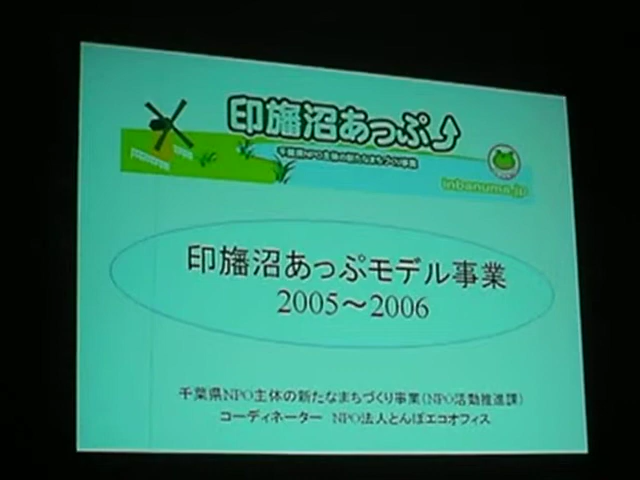 印旛沼あっぷ
千葉県NPO主体の新たなまちづくり事業
inbanuma.jp
印旛沼あっぷモデル事業
2005～2006
千葉県NPO主体の新たなまちづくり事業(NPO活動推進課)
コーディネーター NPO法人とんぼエコオフィス